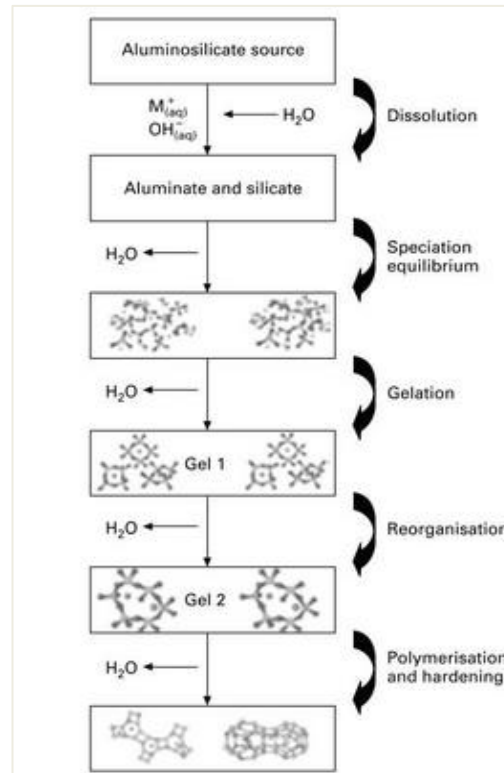 Aluminosilicate source
M⁺(aq)
OH⁻(aq)
H₂O
Dissolution
Aluminate and silicate
H₂O
Speciation
equilibrium
H₂O
Gelation
Gel 1
H₂O
Reorganisation
Gel 2
H₂O
Polymerisation
and hardening